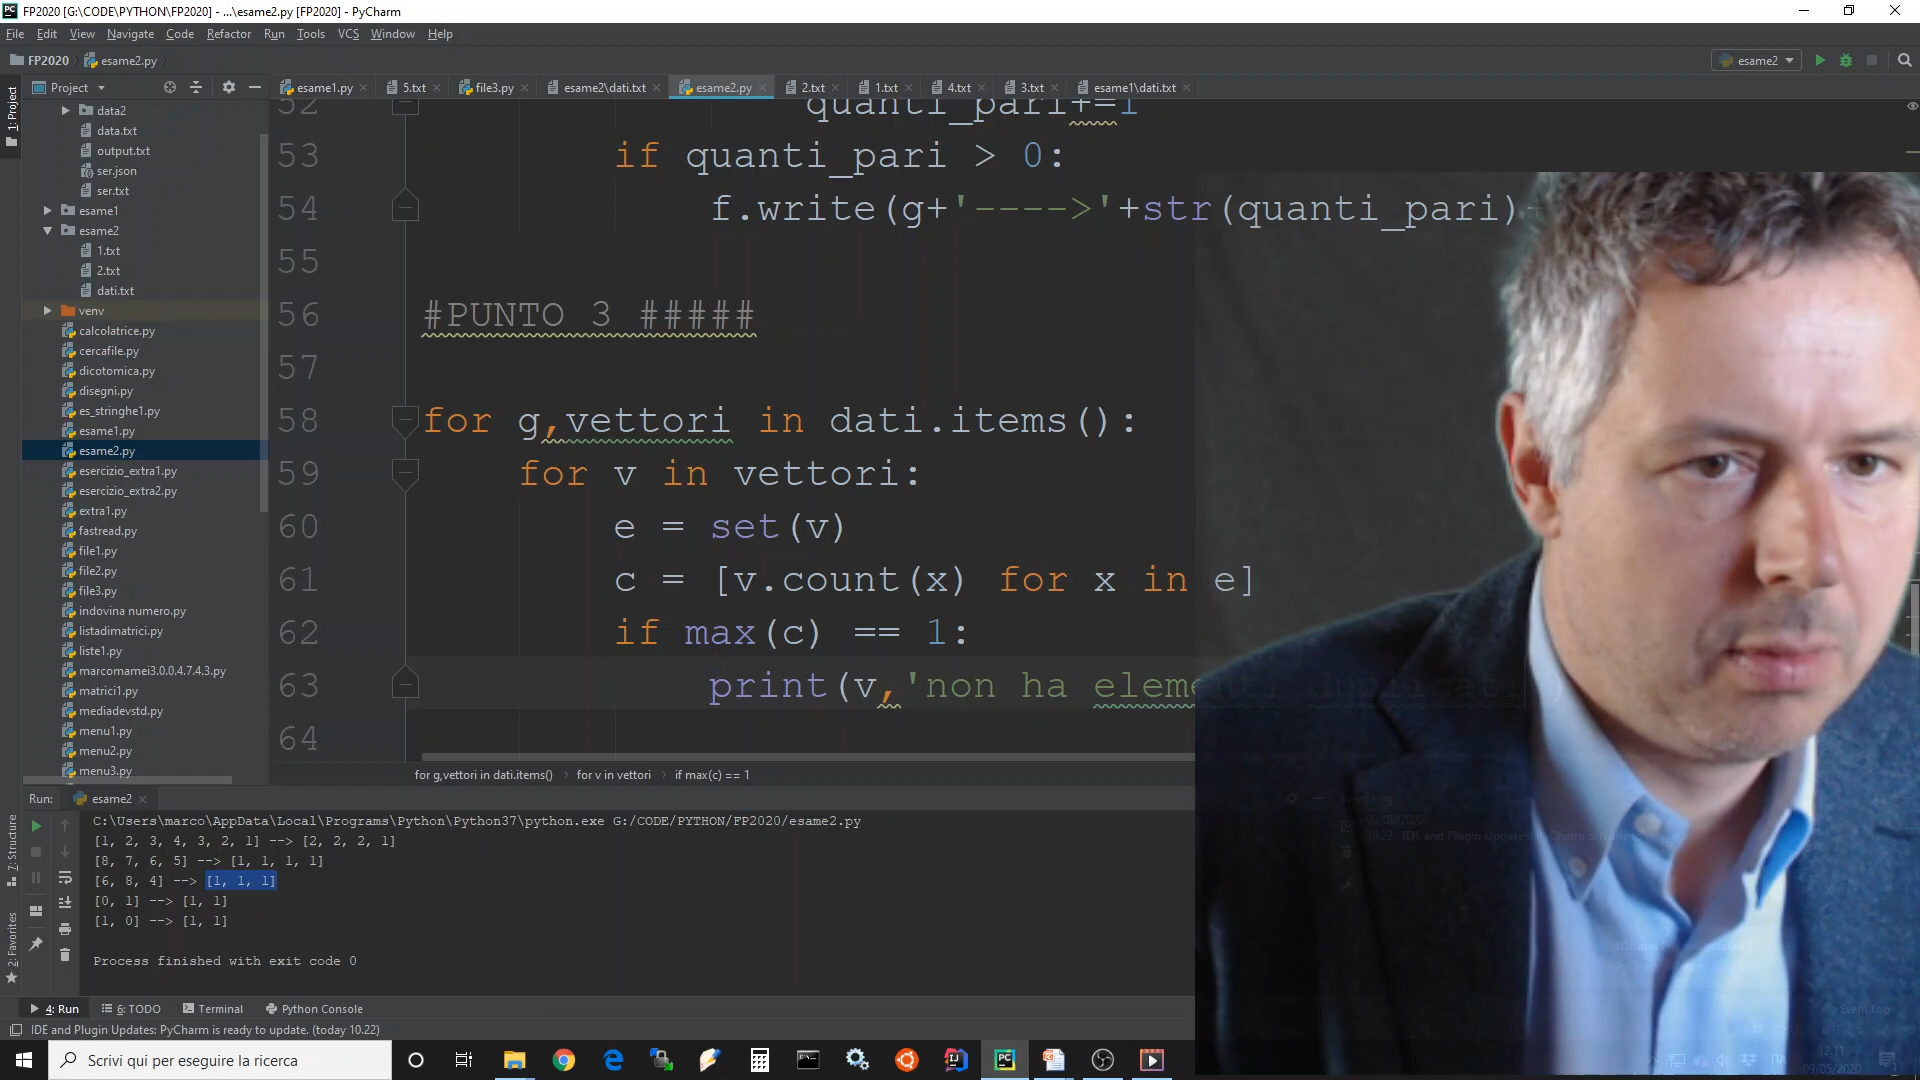 FP2020 [G:\CODE\PYTHON\FP2020] - ...\esame2.py [FP2020] - PyCharm
File Edit View Navigate Code Refactor Run Tools VCS Window Help
FP2020 esame2.py esame2
1: Project
Project
esame1.py 5.txt file3.py esame2\dati.txt esame2.py 2.txt 1.txt 4.txt 3.txt esame1\dati.txt
data2
data.txt
output.txt
ser.json
ser.txt
esame1
esame2
1.txt
2.txt
dati.txt
venv
calcolatrice.py
cercafile.py
dicotomica.py
disegni.py
es_stringhe1.py
esame1.py
esame2.py
esercizio_extra1.py
esercizio_extra2.py
extra1.py
fastread.py
file1.py
file2.py
file3.py
indovina numero.py
listadimatrici.py
liste1.py
marcomamei3.0.0.4.7.4.3.py
matrici1.py
mediadevstd.py
menu1.py
menu2.py
menu3.py
52 quanti_pari+=1
53 if quanti_pari > 0:
54 f.write(g+'---->'+str(quanti_pari)
55
56 #PUNTO 3 #####
57
58 for g,vettori in dati.items():
59 for v in vettori:
60 e = set(v)
61 c = [v.count(x) for x in e]
62 if max(c) == 1:
63 print(v,'non ha elementi duplicati')
64
for g,vettori in dati.items() › for v in vettori › if max(c) == 1
Run: esame2
C:\Users\marco\AppData\Local\Programs\Python\Python37\python.exe G:/CODE/PYTHON/FP2020/esame2.py
[1, 2, 3, 4, 3, 2, 1] --> [2, 2, 2, 1]
[8, 7, 6, 5] --> [1, 1, 1, 1]
[6, 8, 4] --> [1, 1, 1]
[0, 1] --> [1, 1]
[1, 0] --> [1, 1]
Process finished with exit code 0
7: Structure
2: Favorites
4: Run 6: TODO Terminal Python Console
Event Log
IDE and Plugin Updates: PyCharm is ready to update. (today 10.22)
Scrivi qui per eseguire la ricerca
12.11
09/05/2020